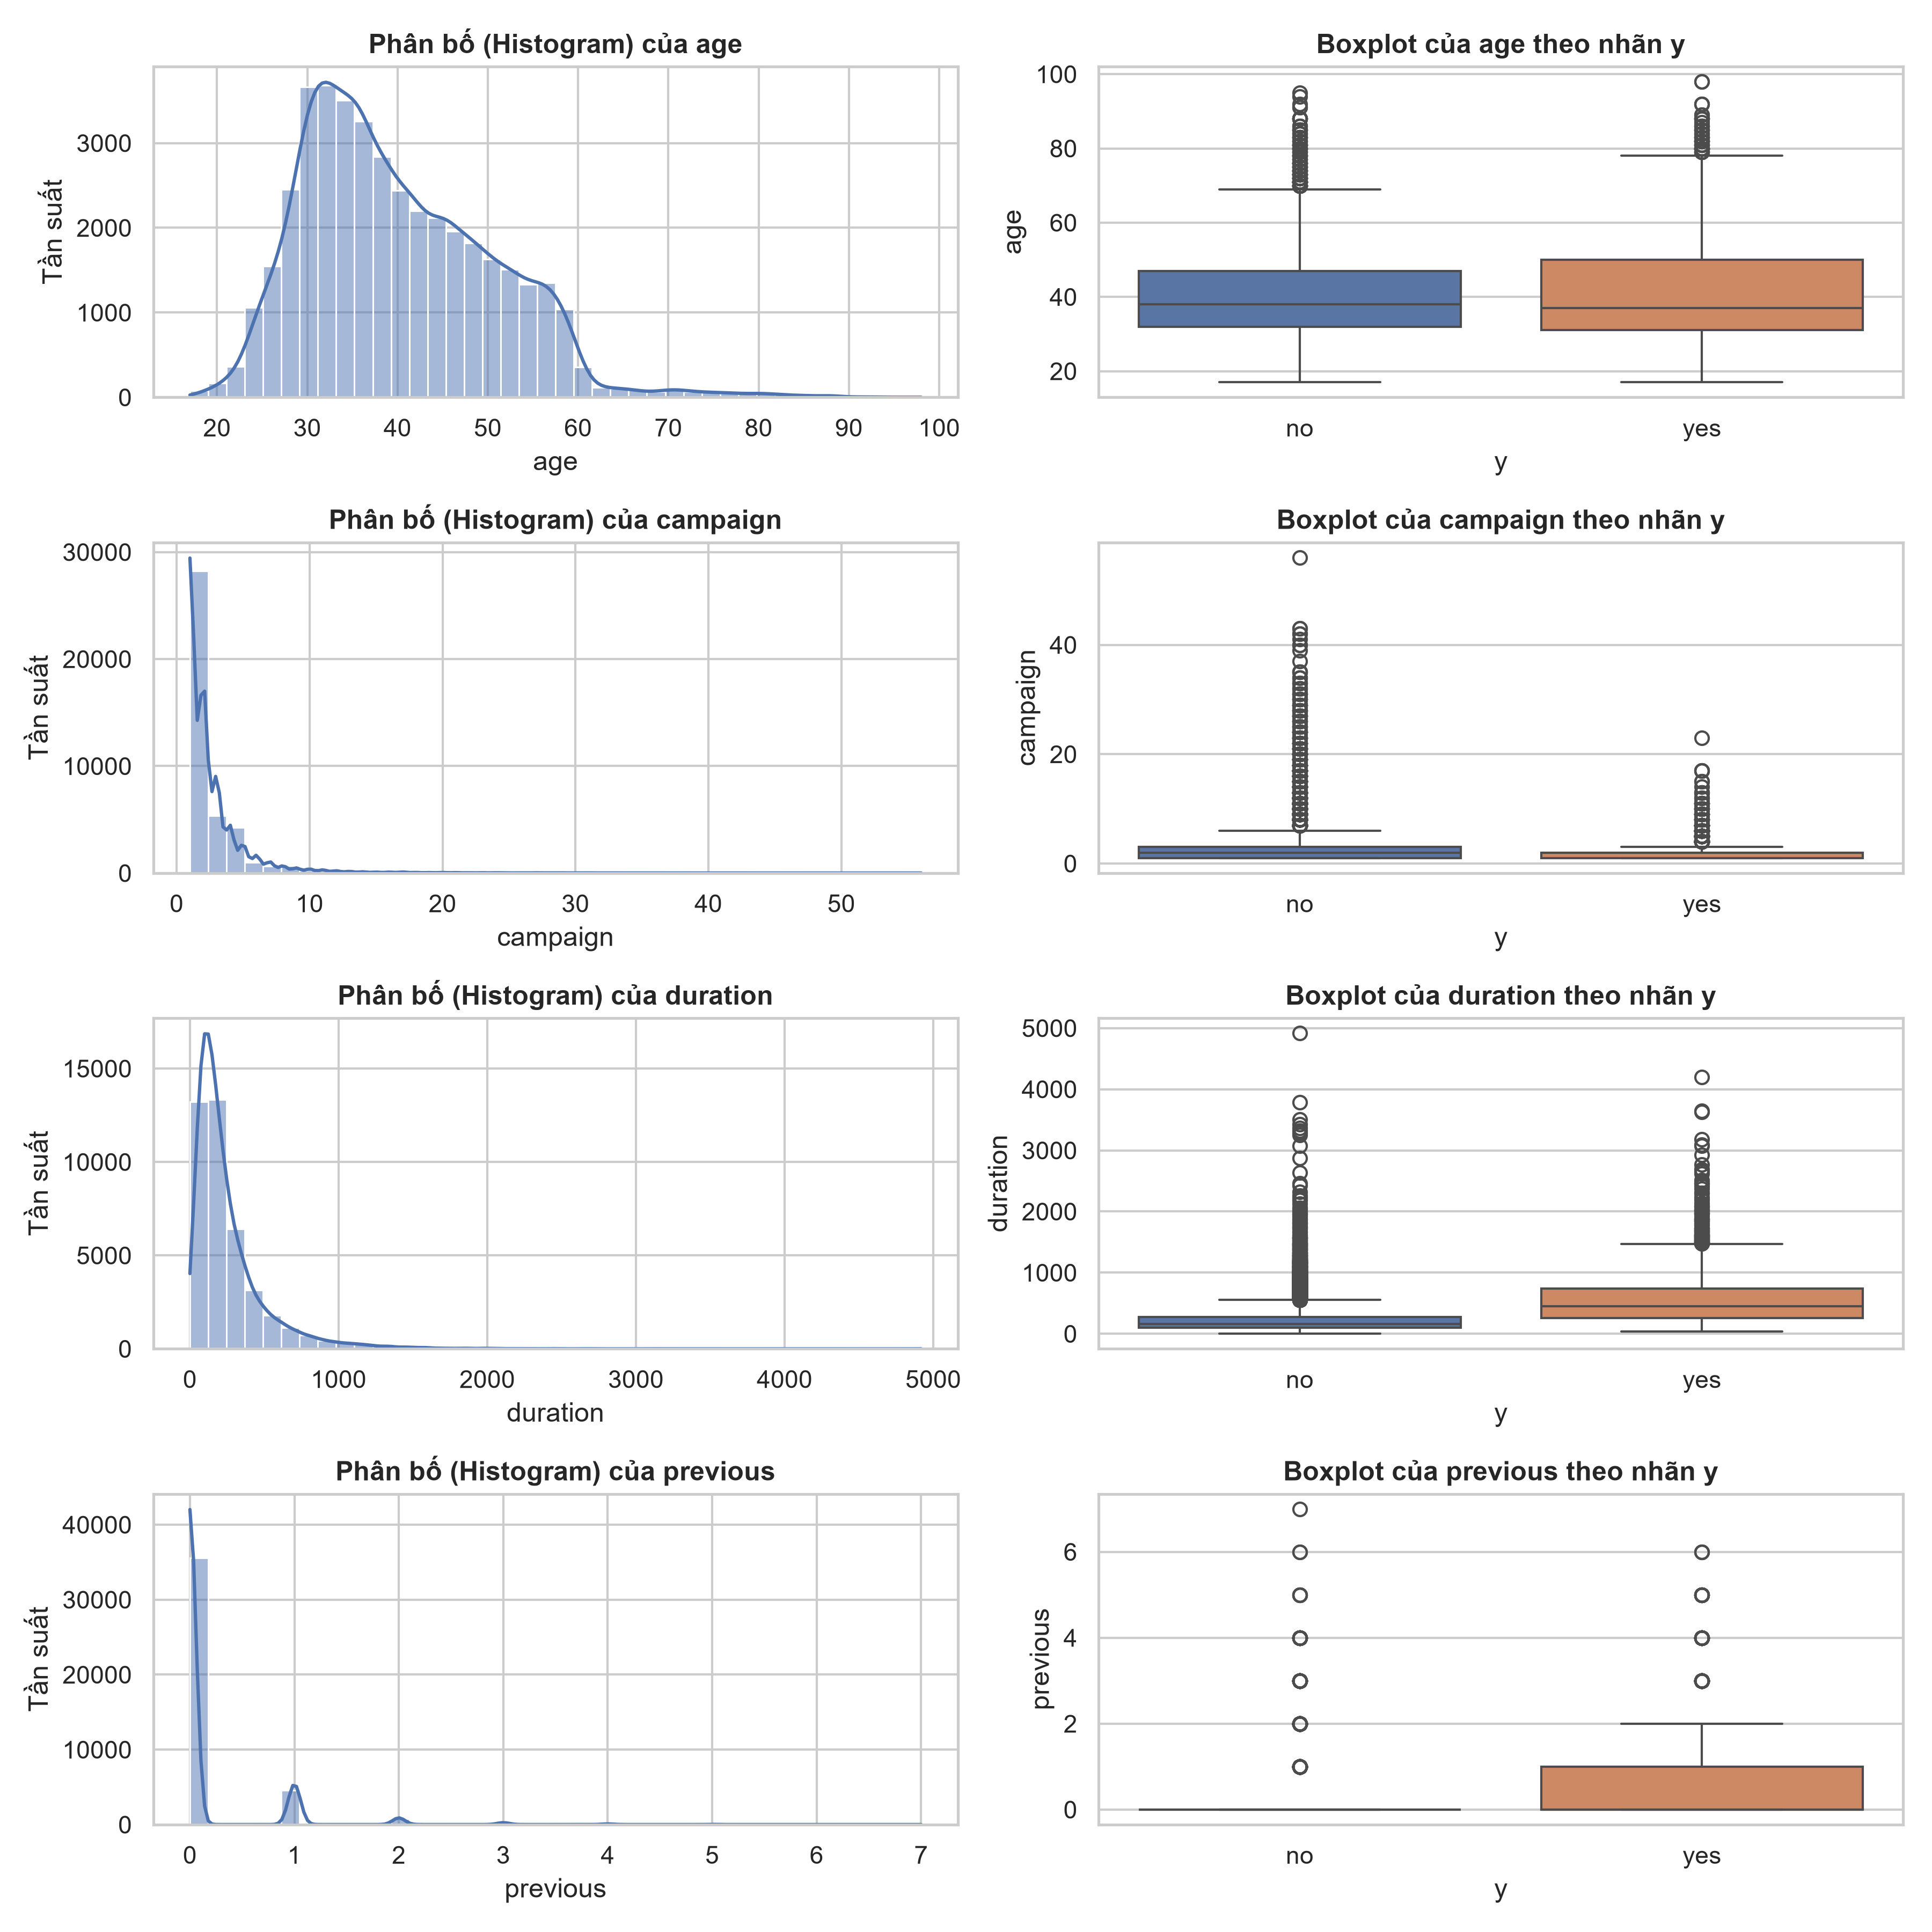 Phân bố (Histogram) của age
Tần suất
3000
2000
1000
0
20 30 40 50 60 70 80 90 100
age
Boxplot của age theo nhãn y
age
100
80
60
40
20
no yes
y
Phân bố (Histogram) của campaign
Tần suất
30000
20000
10000
0
0 10 20 30 40 50
campaign
Boxplot của campaign theo nhãn y
campaign
40
20
0
no yes
y
Phân bố (Histogram) của duration
Tần suất
15000
10000
5000
0
0 1000 2000 3000 4000 5000
duration
Boxplot của duration theo nhãn y
duration
5000
4000
3000
2000
1000
0
no yes
y
Phân bố (Histogram) của previous
Tần suất
40000
30000
20000
10000
0
0 1 2 3 4 5 6 7
previous
Boxplot của previous theo nhãn y
previous
6
4
2
0
no yes
y